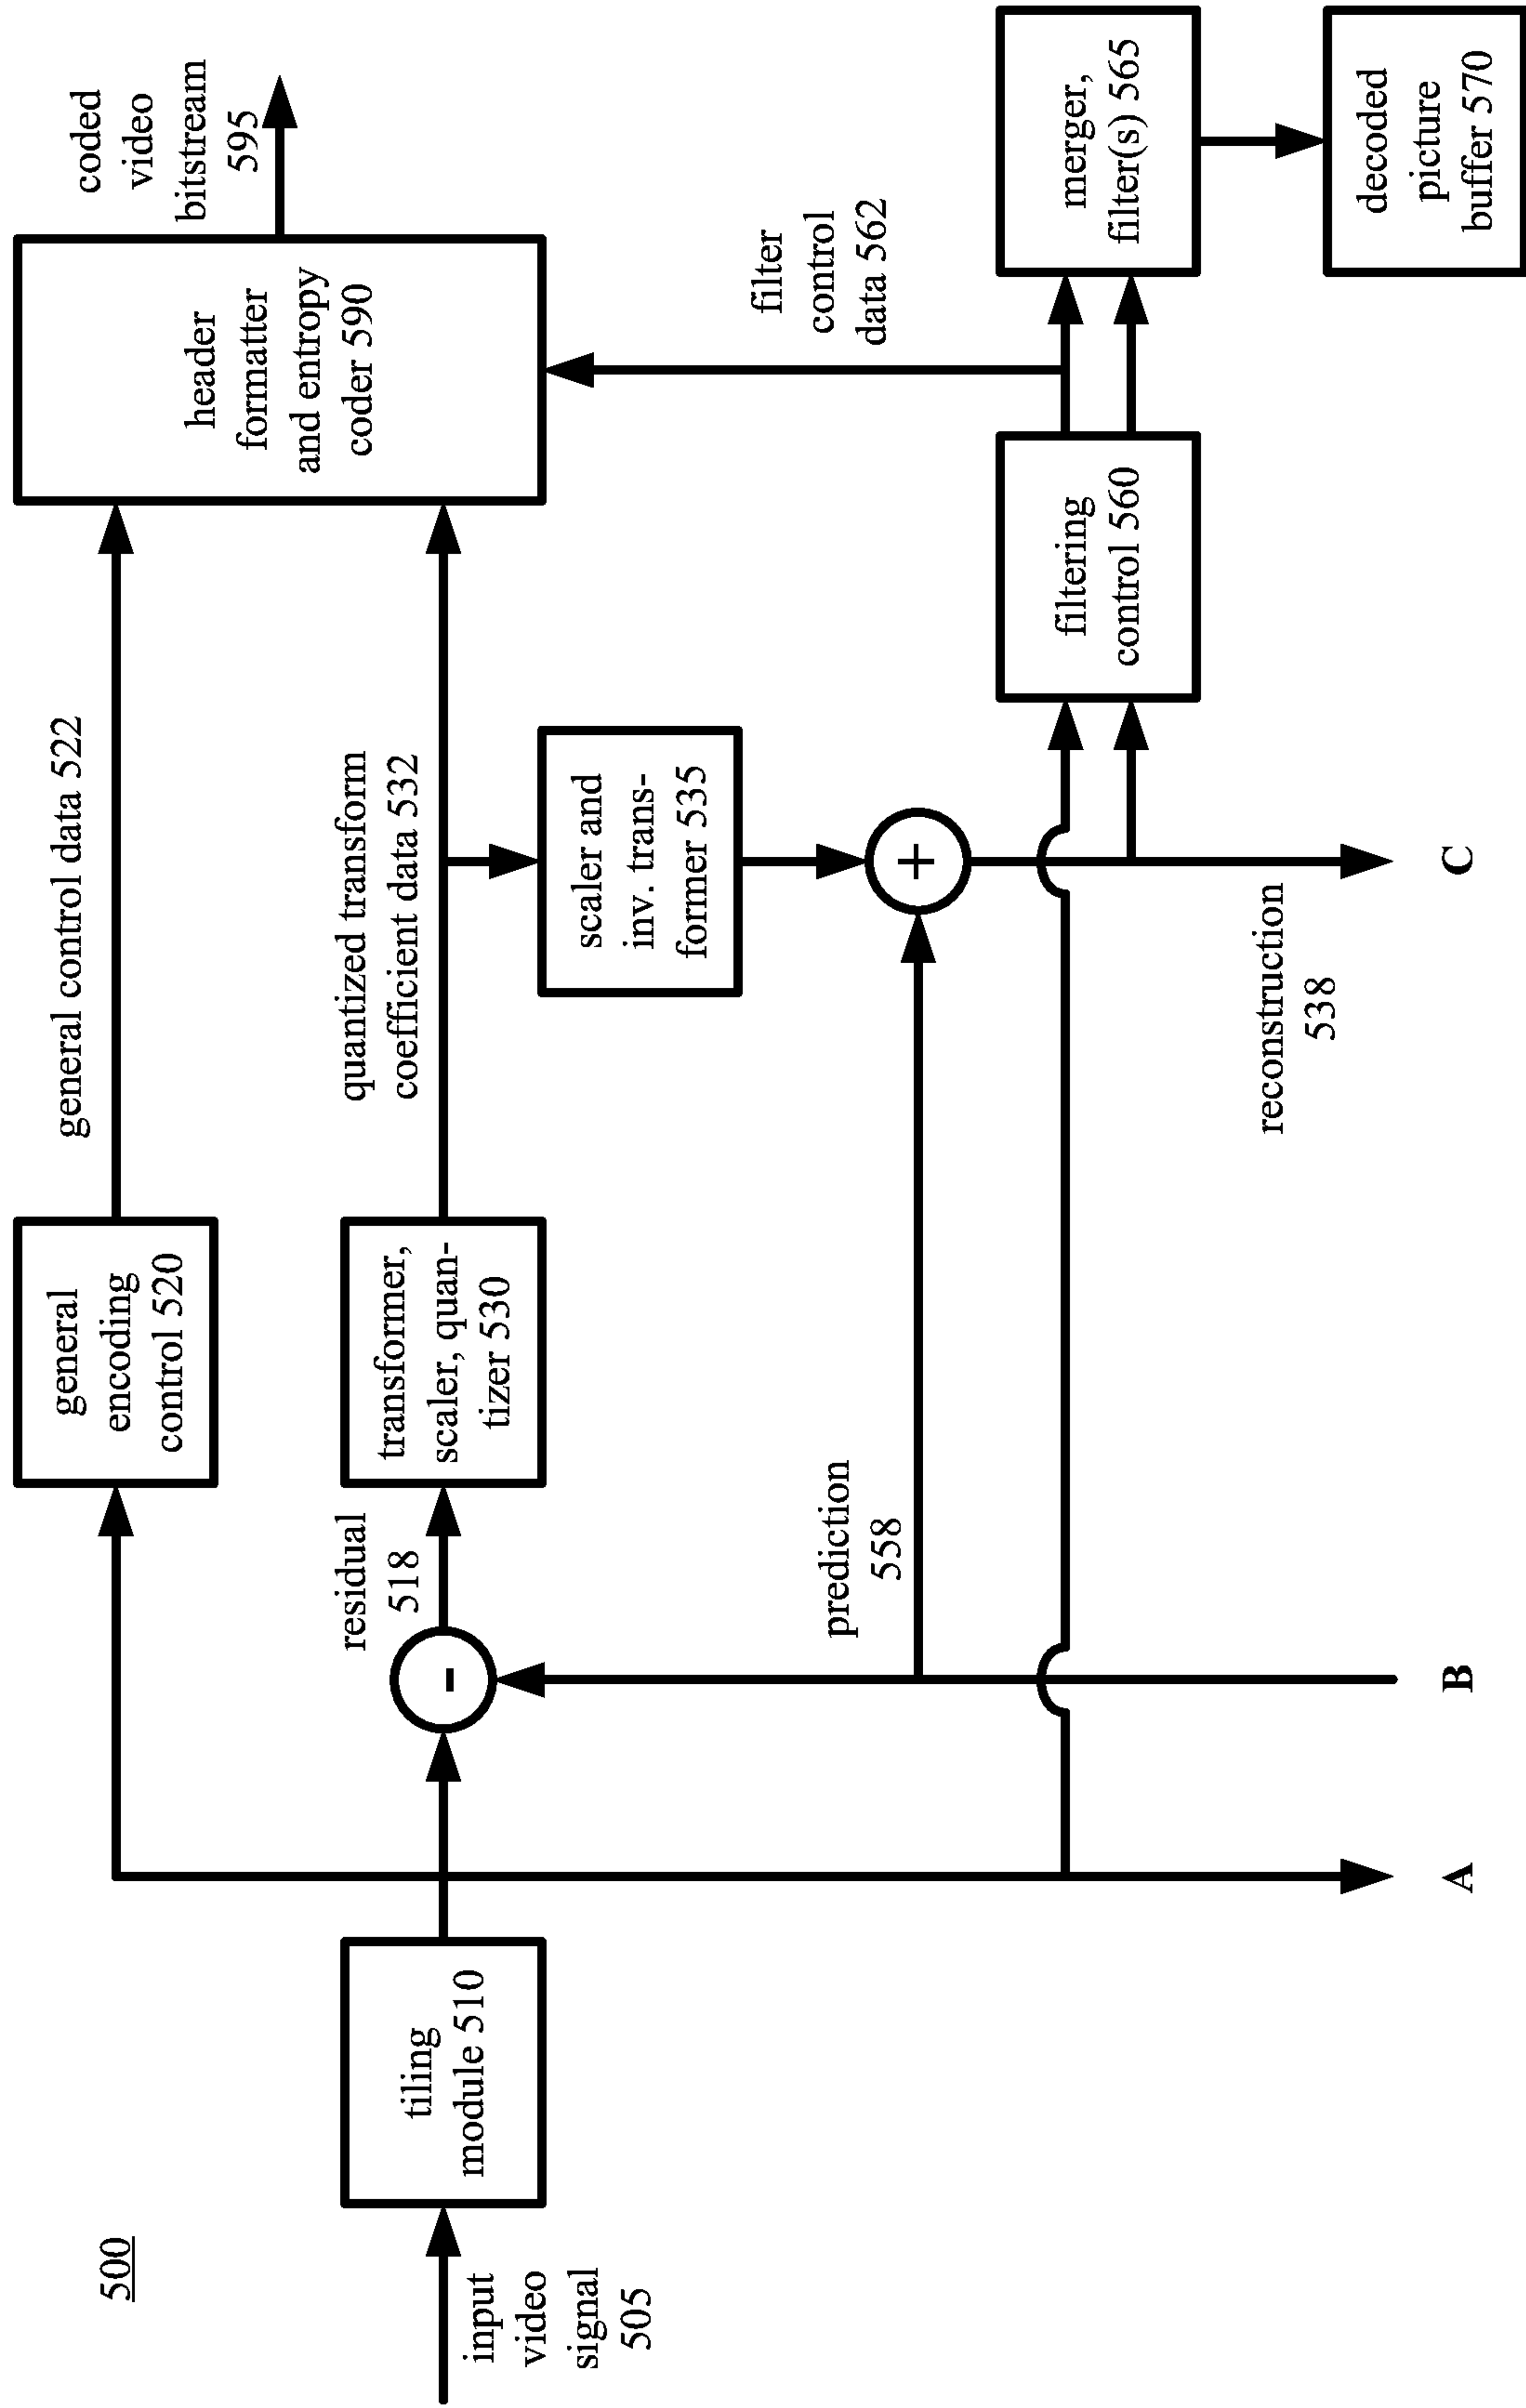 500
input
video
signal
505
tiling
module 510
general
encoding
control 520
general control data 522
residual
518
transformer,
scaler, quan-
tizer 530
quantized transform
coefficient data 532
header
formatter
and entropy
coder 590
coded
video
bitstream
595
-
scaler and
inv. trans-
former 535
prediction
558
+
filter
control
data 562
filtering
control 560
merger,
filter(s) 565
decoded
picture
buffer 570
reconstruction
538
A
B
C